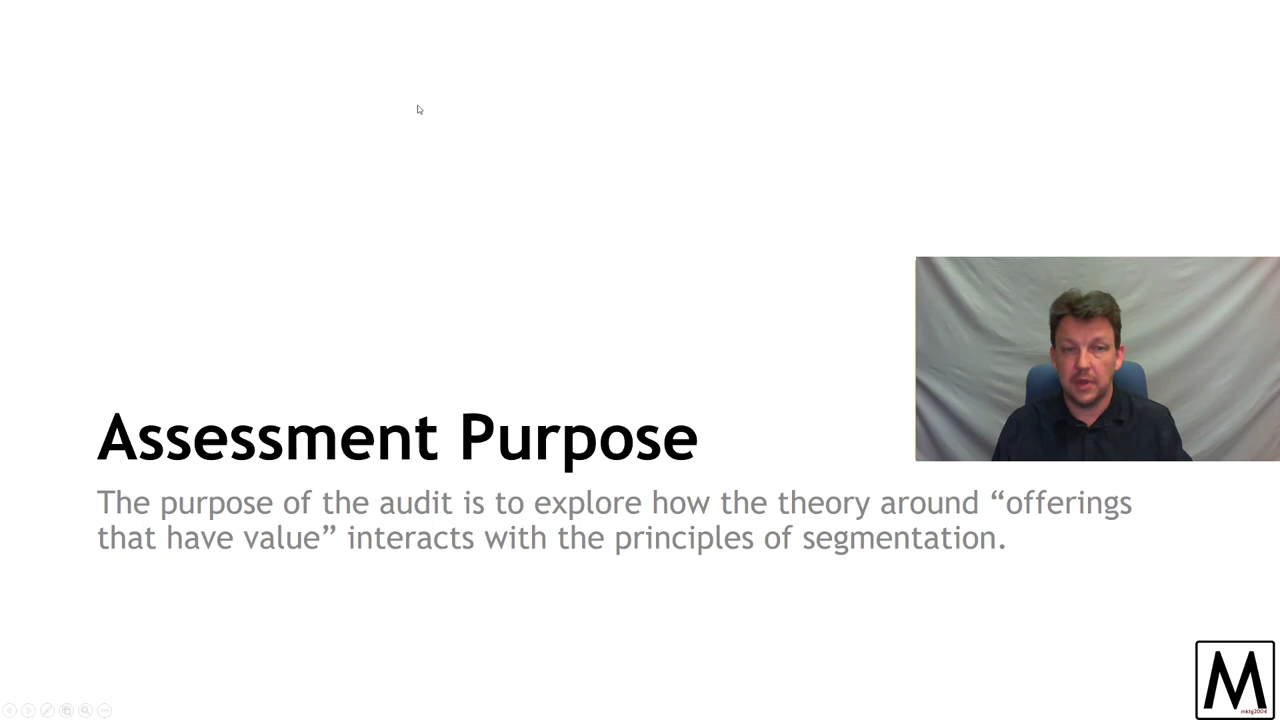 Assessment Purpose
The purpose of the audit is to explore how the theory around “offerings
that have value” interacts with the principles of segmentation.
M
mktg2004